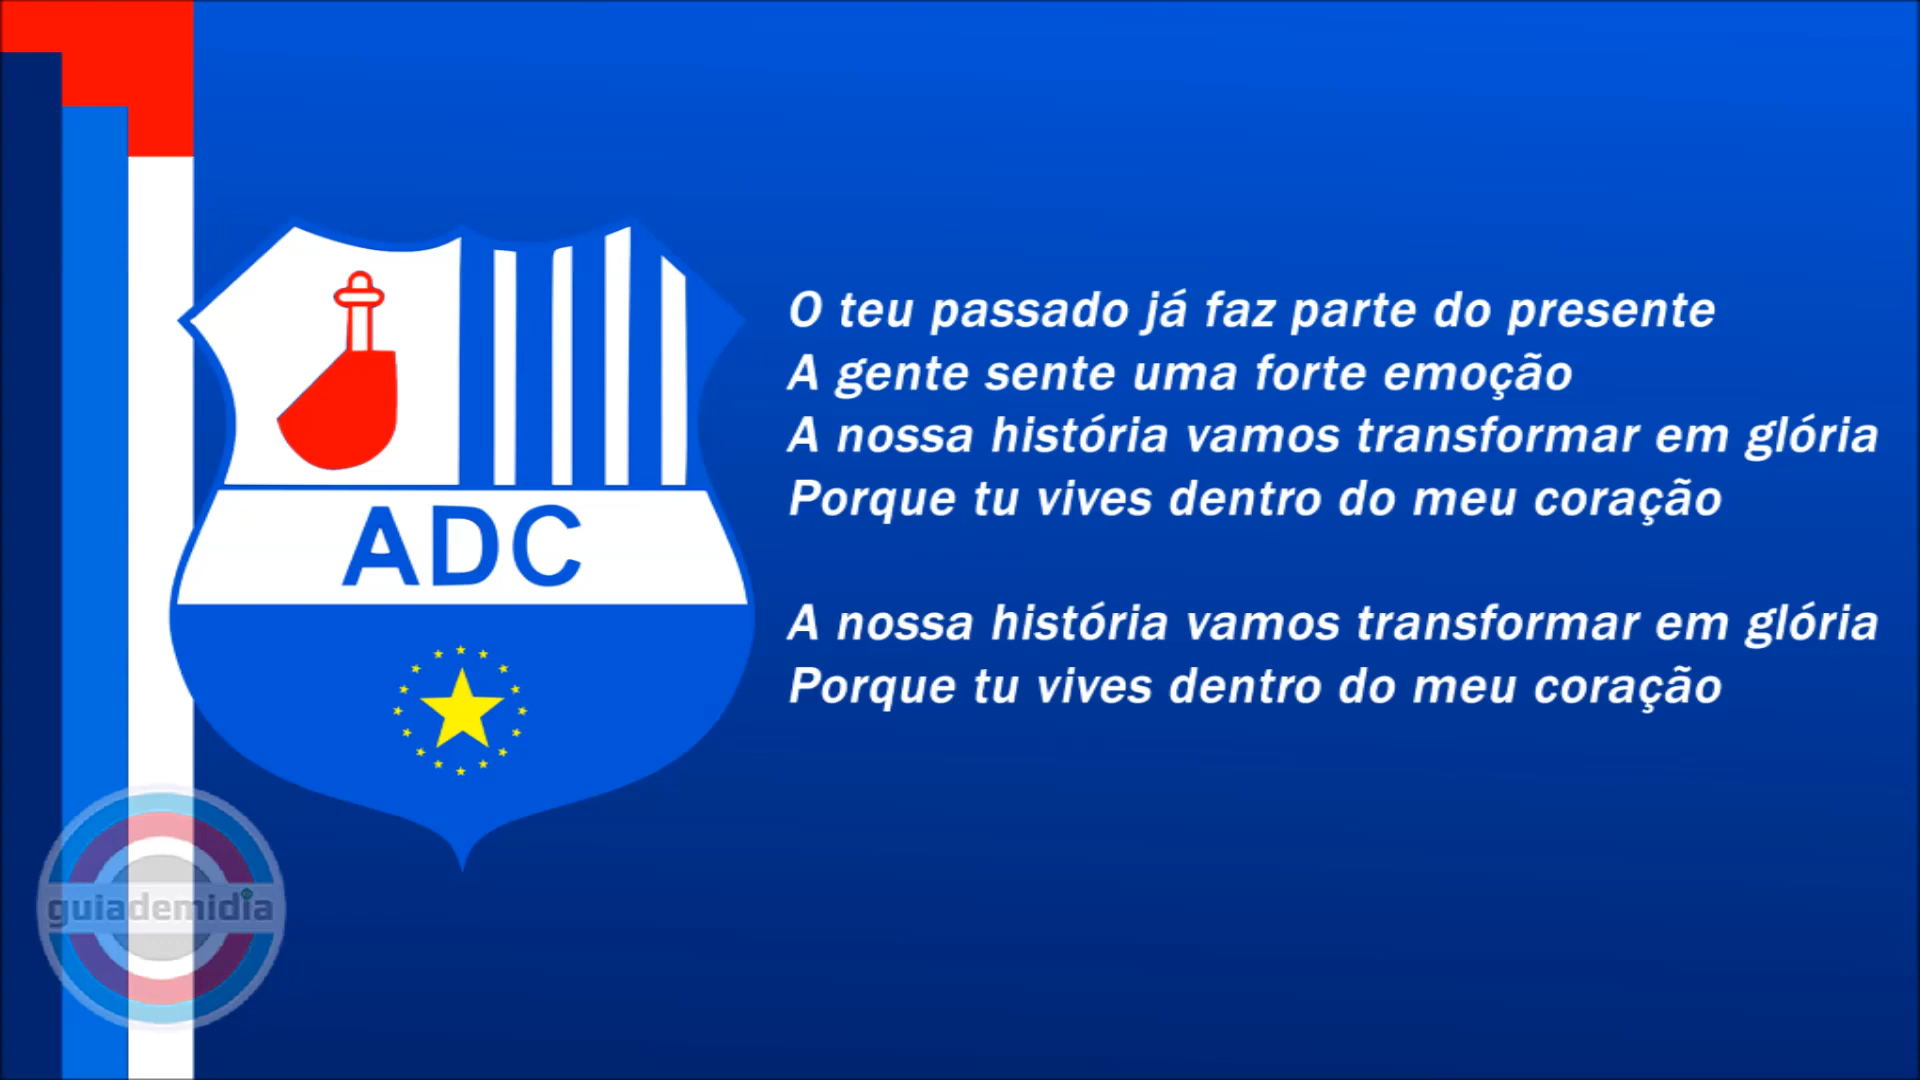 O teu passado já faz parte do presente
A gente sente uma forte emoção
A nossa história vamos transformar em glória
Porque tu vives dentro do meu coração
A nossa história vamos transformar em glória
Porque tu vives dentro do meu coração
ADC
guiademidia